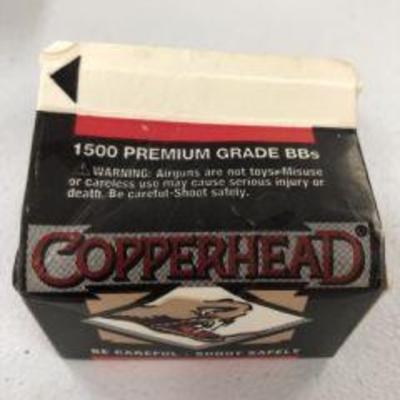 1500 PREMIUM GRADE BBs
⚠ WARNING: Airguns are not toys•Misuse
or careless use may cause serious injury or
death. Be careful-Shoot safely.
COPPERHEAD®
BE CAREFUL - SHOOT SAFELY